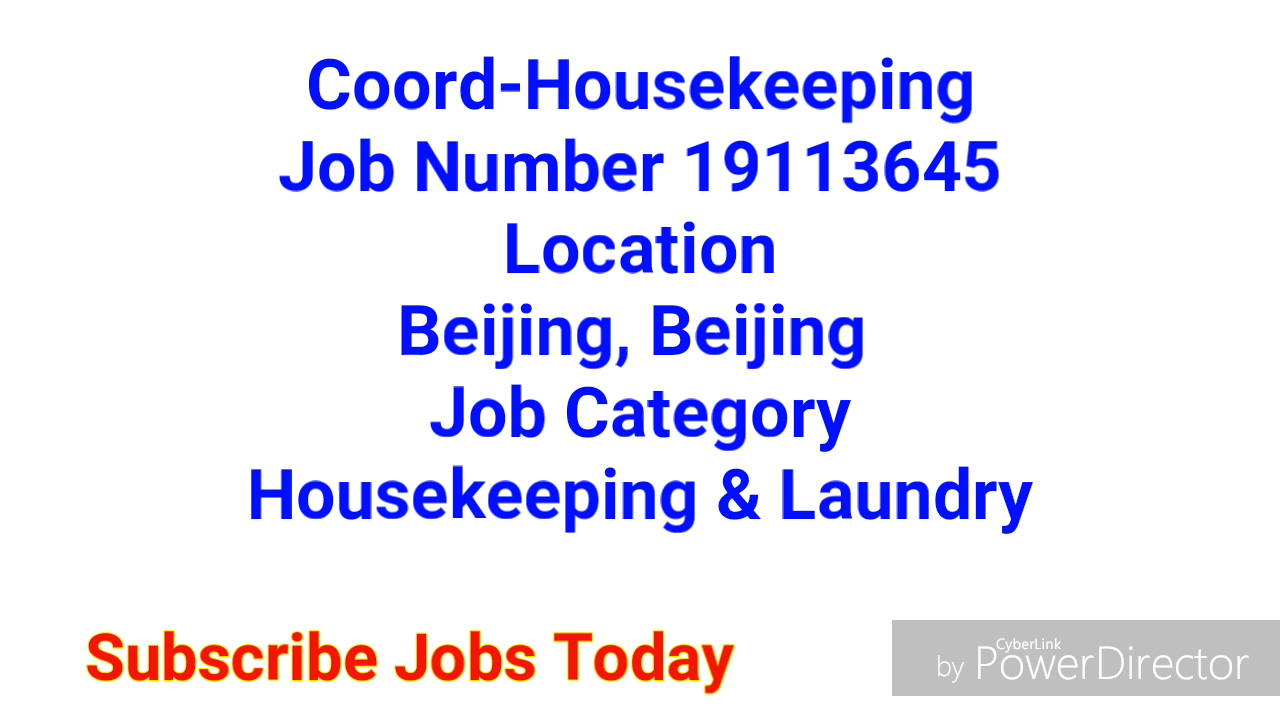 Coord-Housekeeping
Job Number 19113645
Location
Beijing, Beijing
Job Category
Housekeeping & Laundry
Subscribe Jobs Today
CyberLink
by PowerDirector